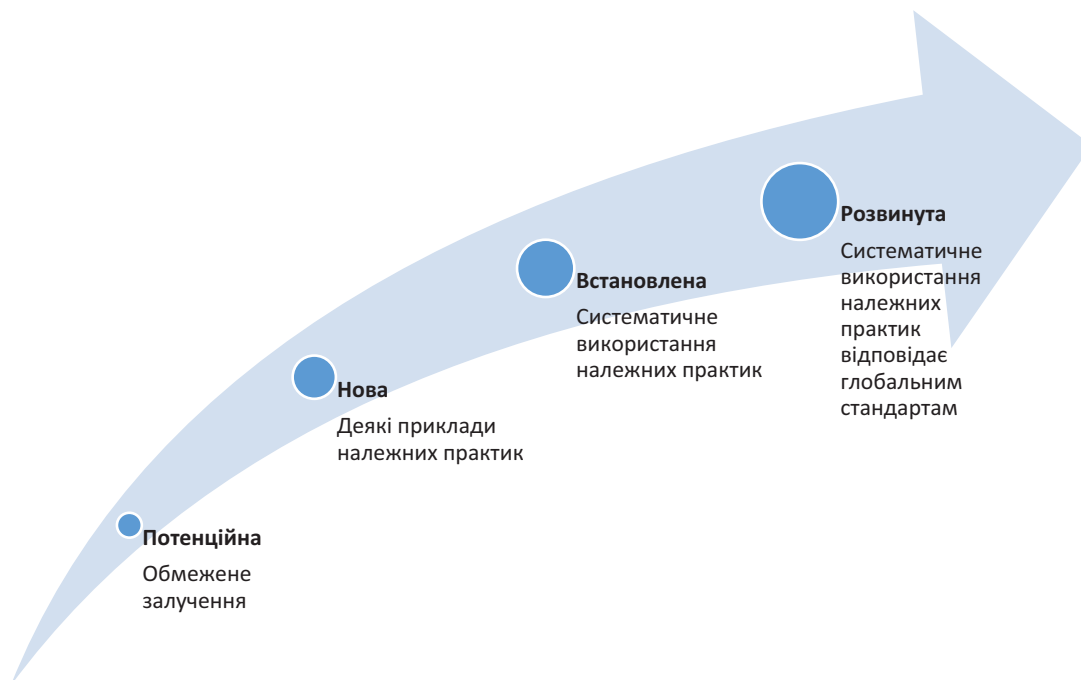 Розвинута
Систематичне
використання
належних
практик
відповідає
глобальним
стандартам
Встановлена
Систематичне
використання
належних практик
Нова
Деякі приклади
належних практик
Потенційна
Обмежене
залучення